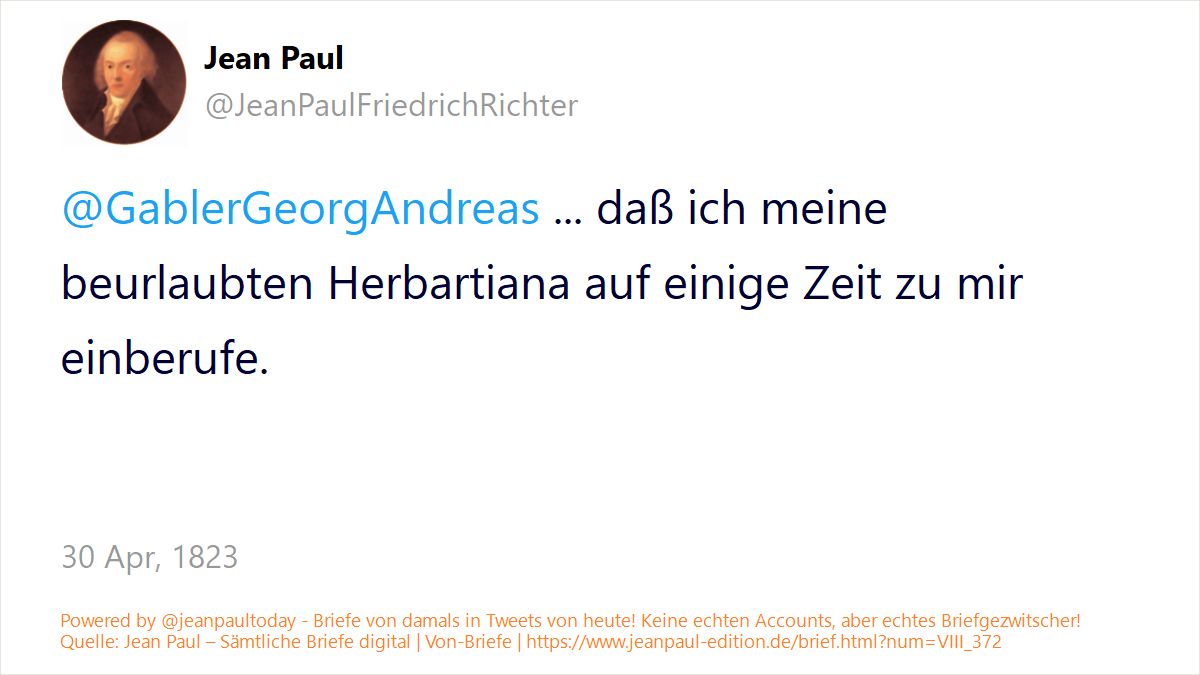 Jean Paul
@JeanPaulFriedrichRichter
@GablerGeorgAndreas ... daß ich meine
beurlaubten Herbartiana auf einige Zeit zu mir
einberufe.
30 Apr, 1823
Powered by @jeanpaultoday - Briefe von damals in Tweets von heute! Keine echten Accounts, aber echtes Briefgezwitscher!
Quelle: Jean Paul – Sämtliche Briefe digital | Von-Briefe | https://www.jeanpaul-edition.de/brief.html?num=VIII_372